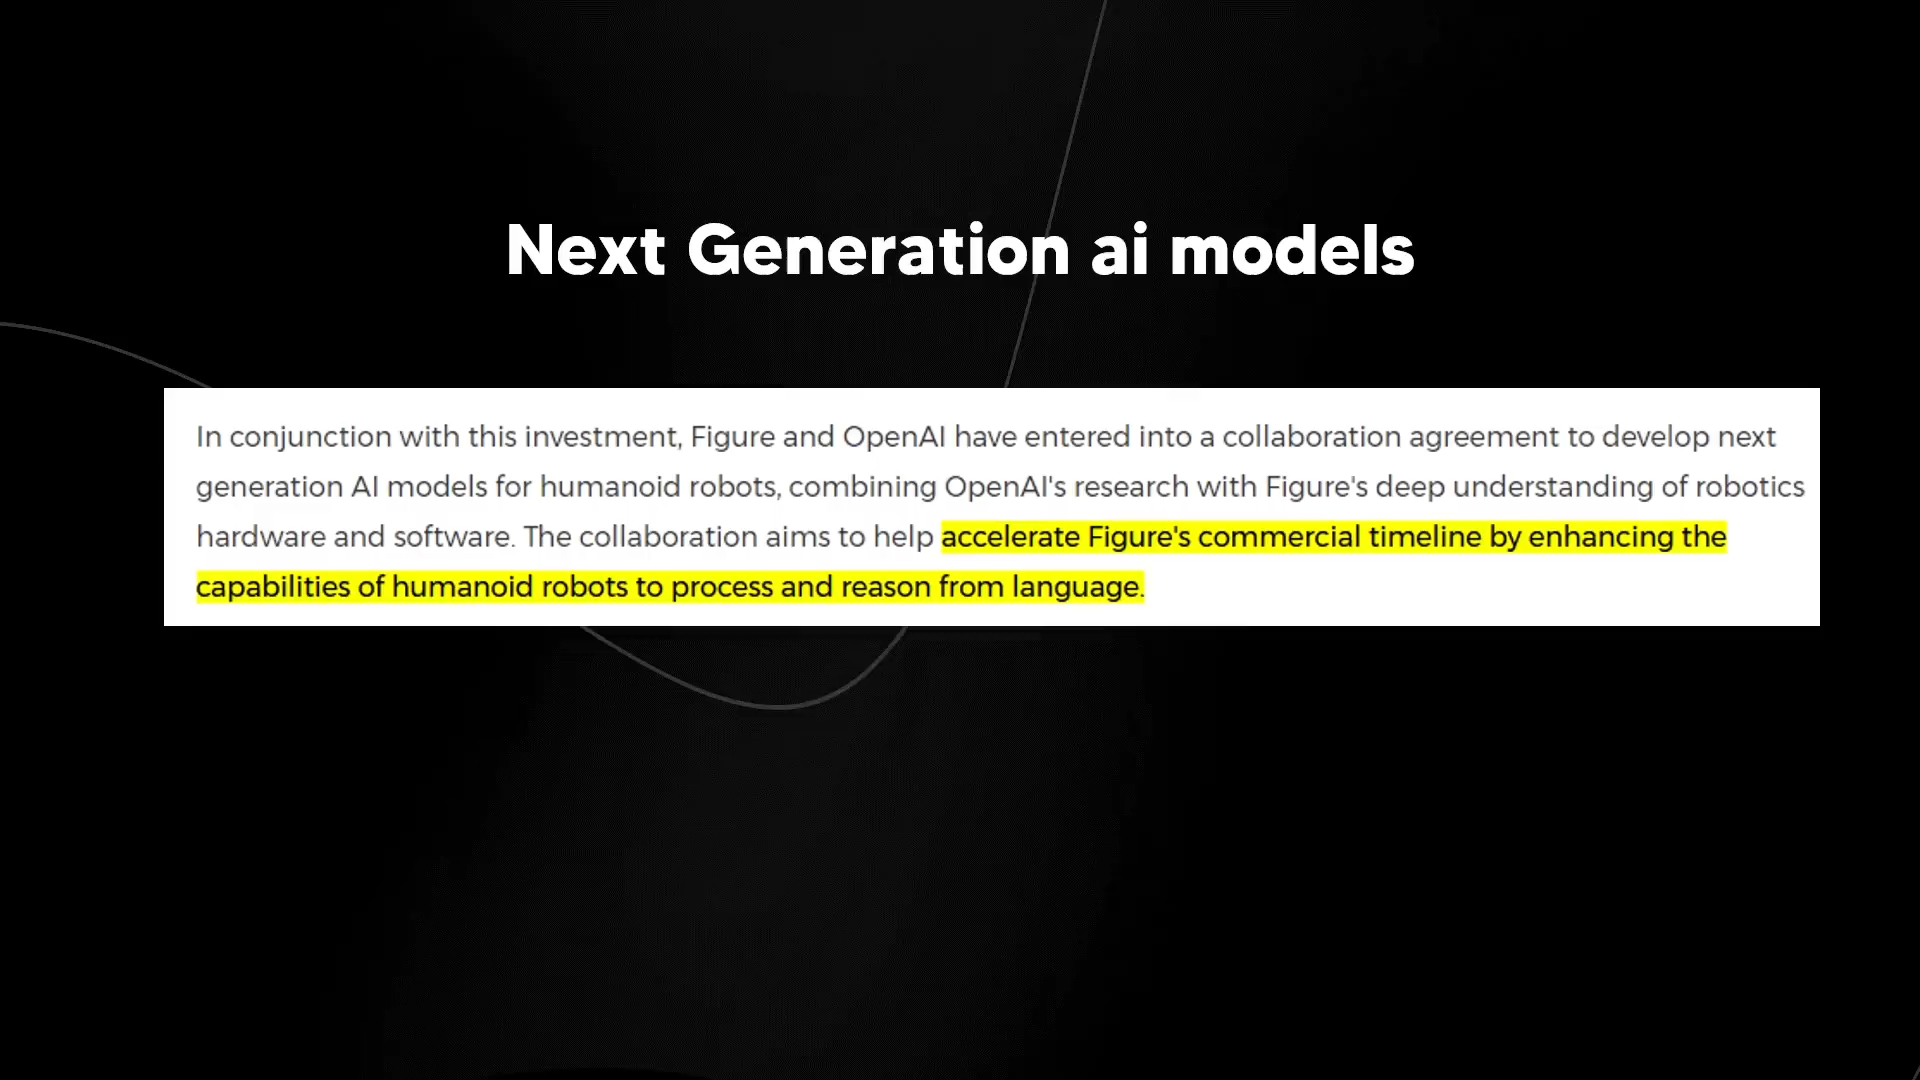 Next Generation ai models
In conjunction with this investment, Figure and OpenAI have entered into a collaboration agreement to develop next
generation AI models for humanoid robots, combining OpenAI's research with Figure's deep understanding of robotics
hardware and software. The collaboration aims to help accelerate Figure's commercial timeline by enhancing the
capabilities of humanoid robots to process and reason from language.